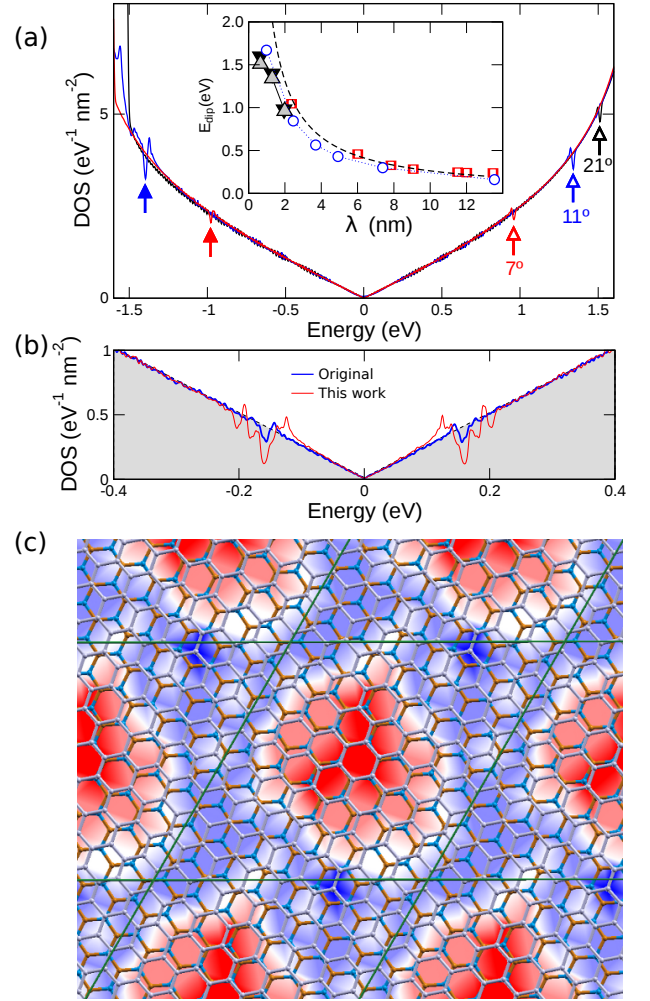 (a)
DOS (eV⁻¹ nm⁻²)
5
0
2.0
1.5
1.0
0.5
0.0
E_dip(eV)
0 2 4 6 8 10 12 14
λ (nm)
21º
11º
7º
-1.5 -1 -0.5 0 0.5 1 1.5
Energy (eV)
(b)
DOS (eV⁻¹ nm⁻²)
1
0.5
0
Original
This work
-0.4 -0.2 0 0.2 0.4
Energy (eV)
(c)